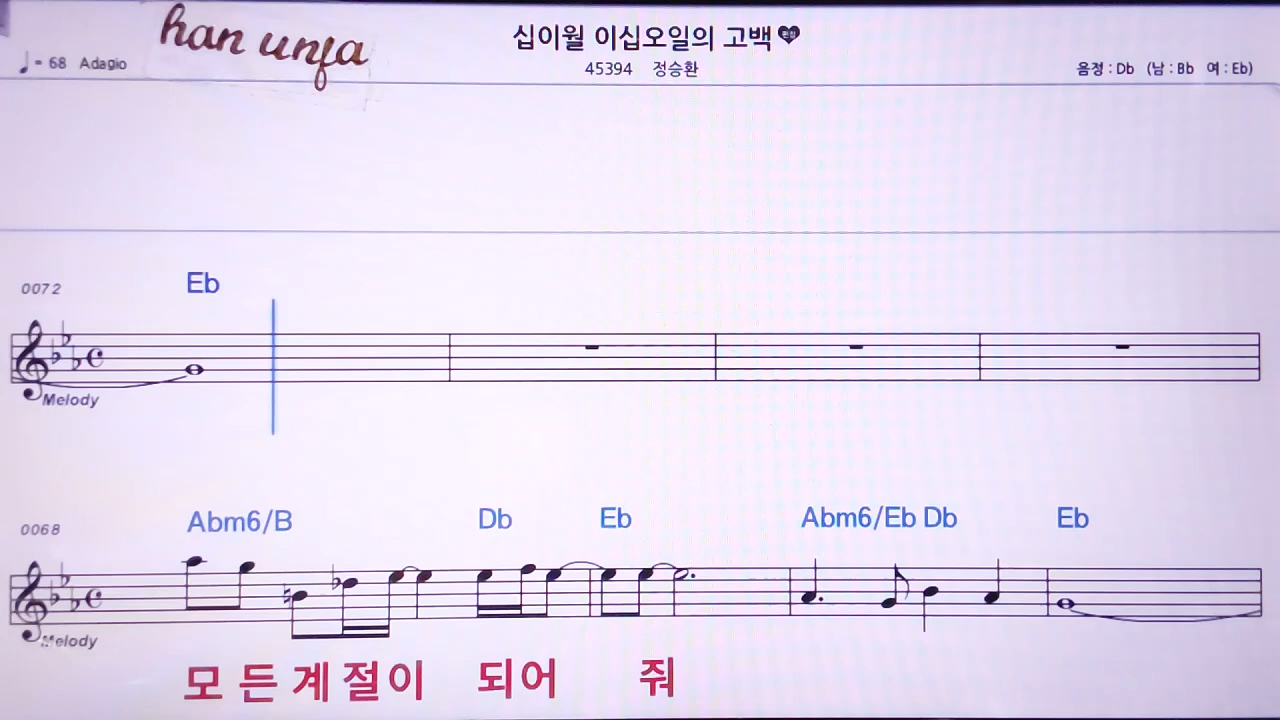 han unja
십이월 이십오일의 고백
♩= 68 Adagio
45394 정승환
음정 : Db (남 : Bb 여 : Eb)
Eb
0072
Melody
Abm6/B Db Eb Abm6/Eb Db Eb
0068
Melody
모든계절이 되어 줘